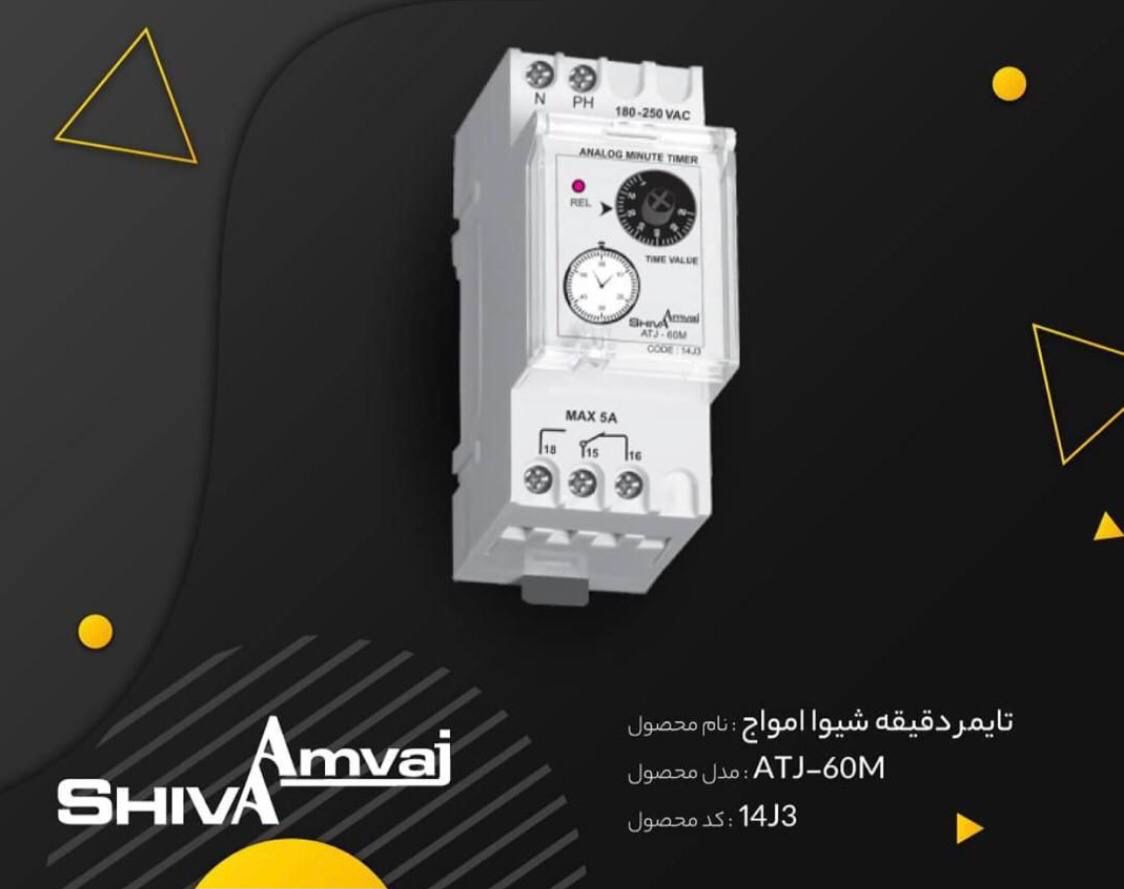 N PH
180-250 VAC
ANALOG MINUTE TIMER
REL
TIME VALUE
SHIVA Amvaj
ATJ - 60M
CODE : 14J3
MAX 5A
18 15 16
SHIVA Amvaj
نام محصول : تایمر دقیقه شیوا امواج
مدل محصول : ATJ-60M
کد محصول : 14J3